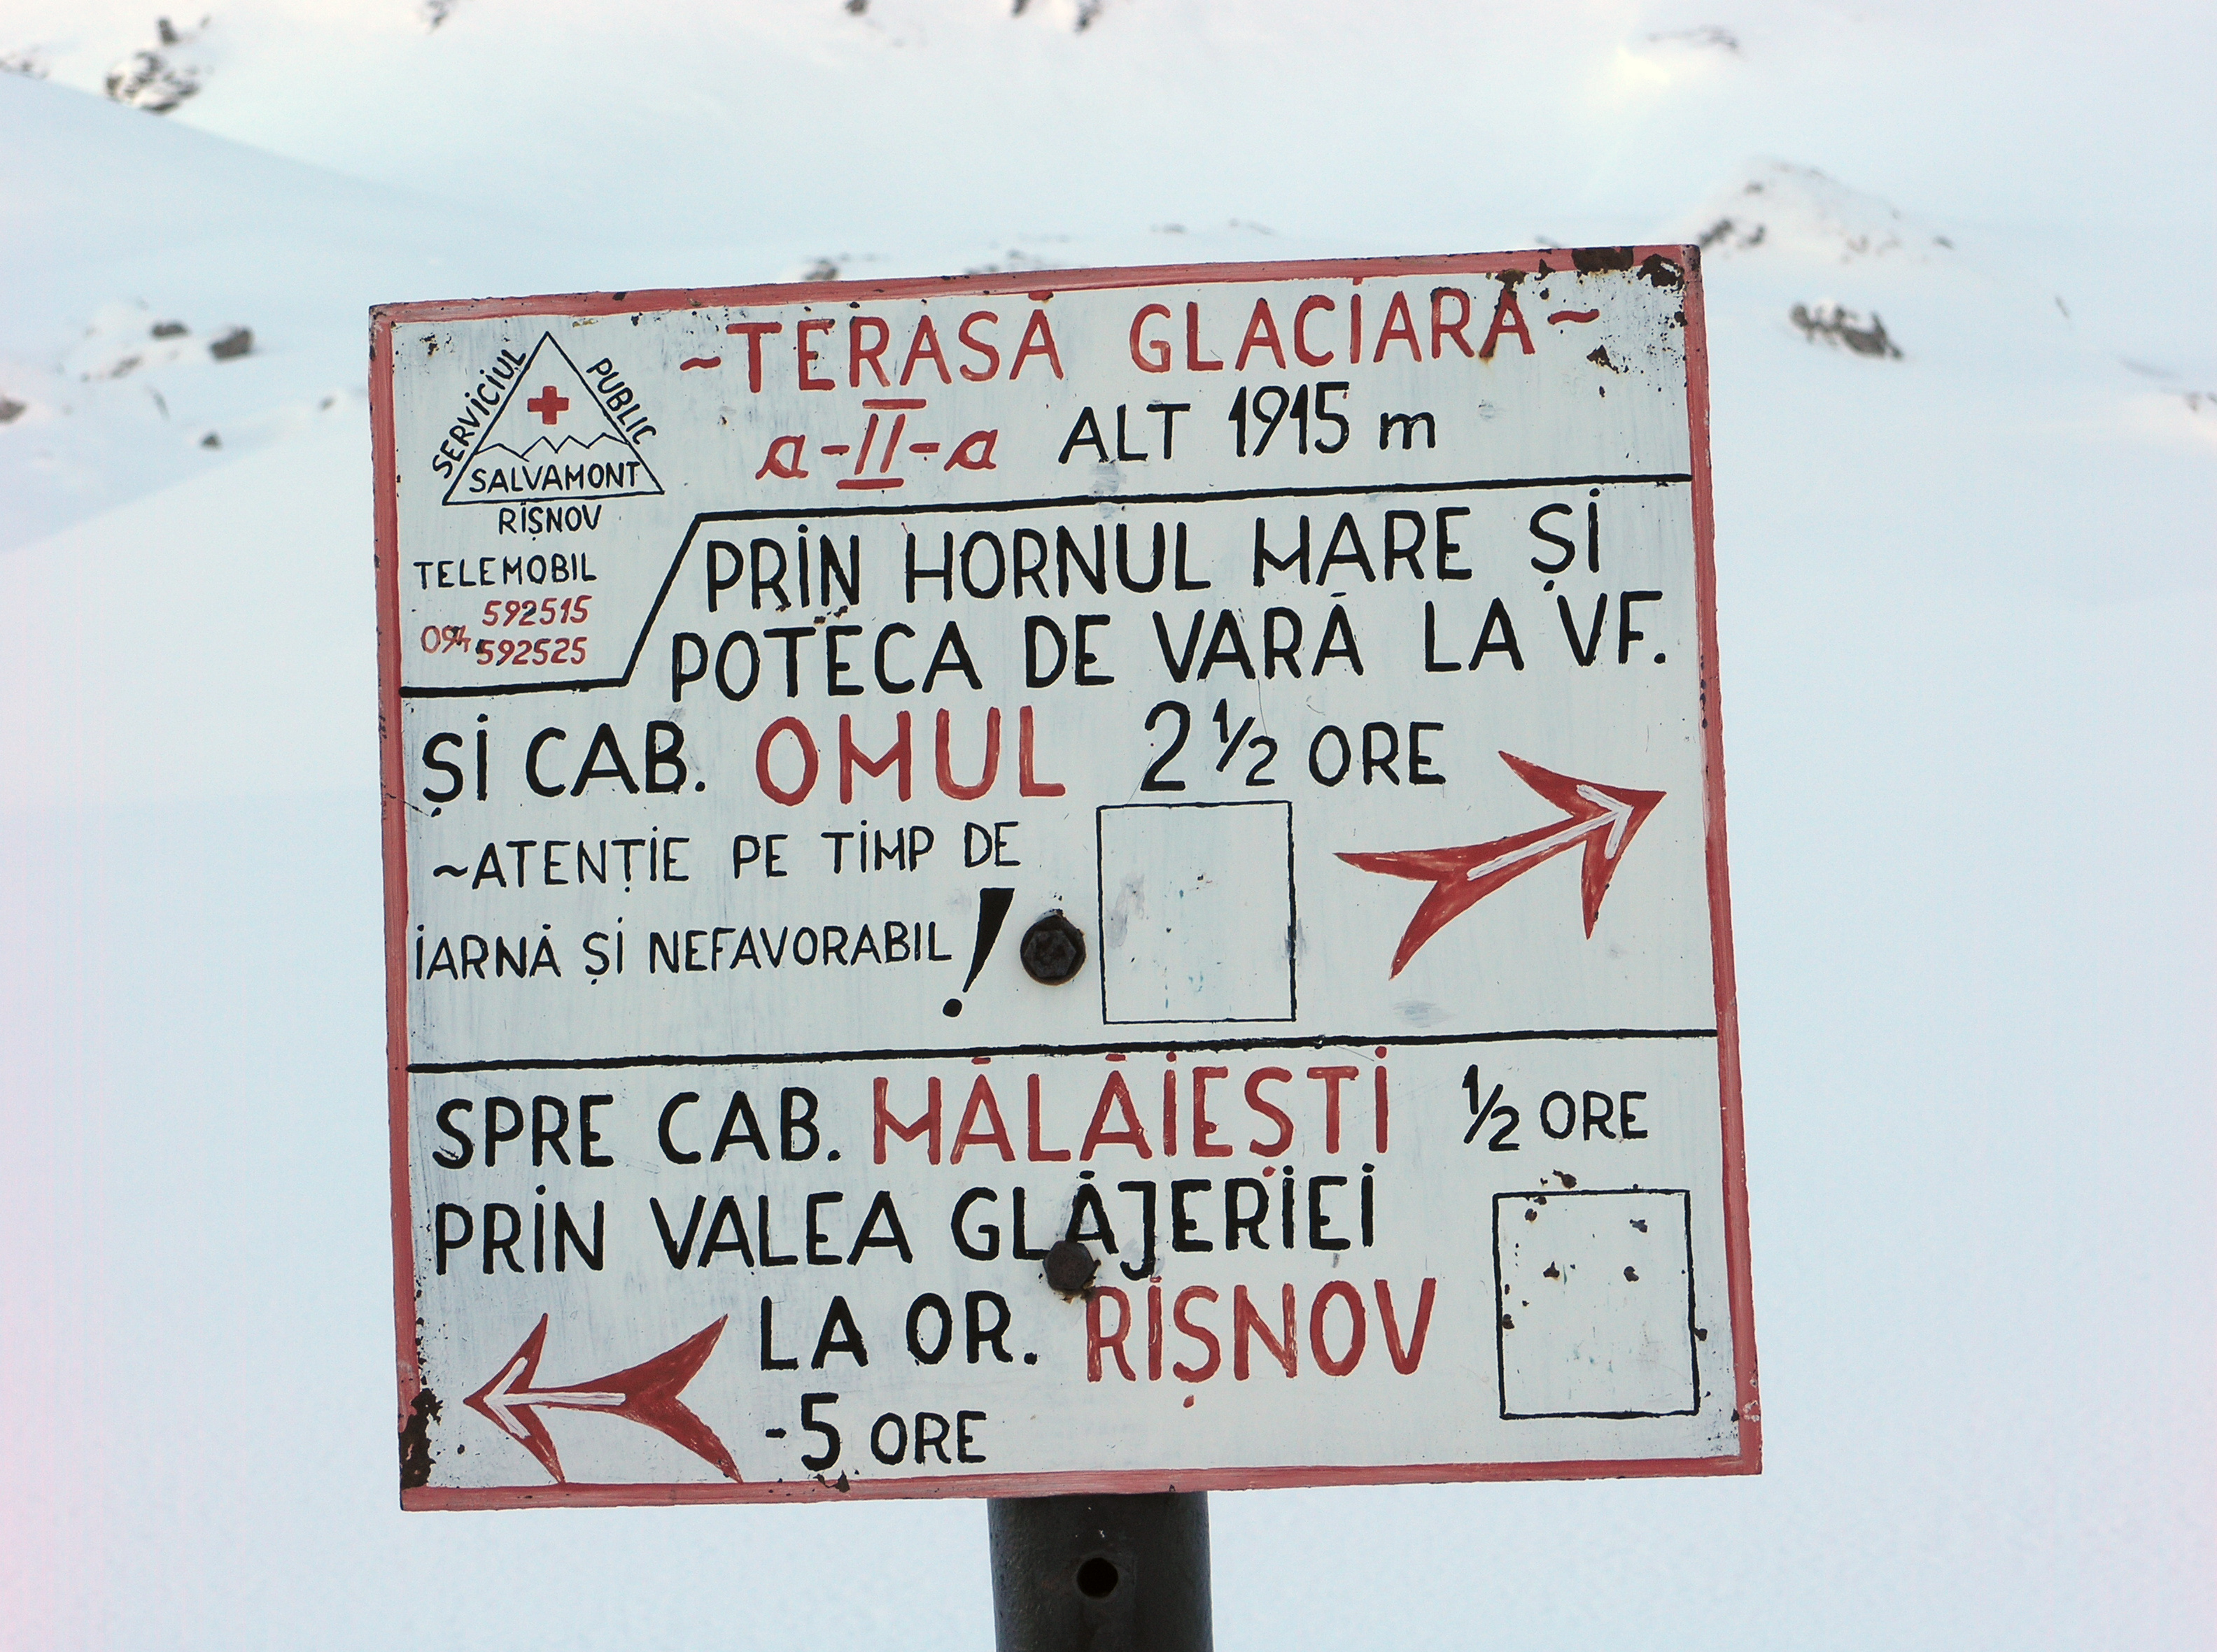 ~TERASĂ GLACIARĂ~
a-II-a ALT 1915 m
SERVICIUL PUBLIC
SALVAMONT
RÎȘNOV
TELEMOBIL
592515
094 592525
PRIN HORNUL MARE ȘI
POTECA DE VARĂ LA VF.
ȘI CAB. OMUL 2 1/2 ORE
~ATENȚIE PE TIMP DE
IARNĂ ȘI NEFAVORABIL!
SPRE CAB. MĂLĂIEȘTI 1/2 ORE
PRIN VALEA GLĂJERIEI
LA OR. RÎȘNOV
-5 ORE